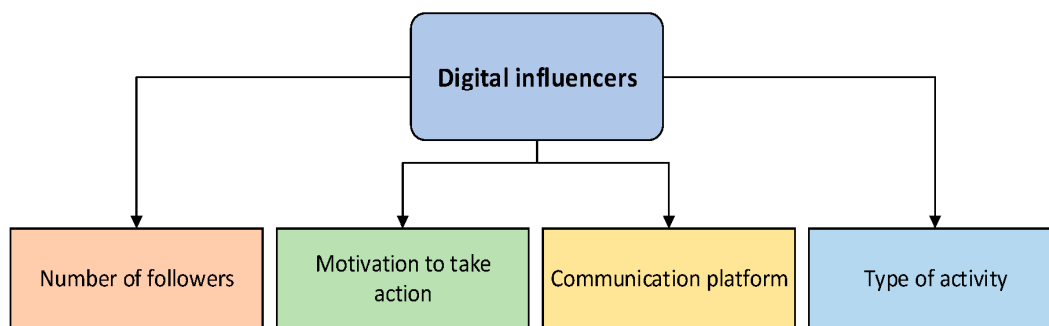 Digital influencers
Number of followers
Motivation to take
action
Communication platform
Type of activity